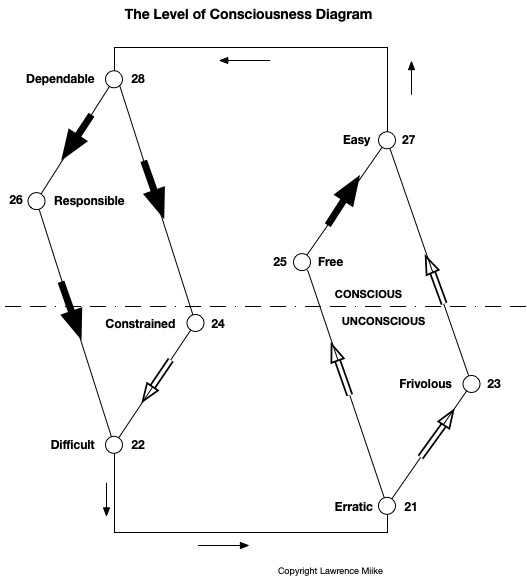 The Level of Consciousness Diagram
Dependable 28
Easy 27
26 Responsible
25 Free
CONSCIOUS
UNCONSCIOUS
Constrained 24
Frivolous 23
Difficult 22
Erratic 21
Copyright Lawrence Miike